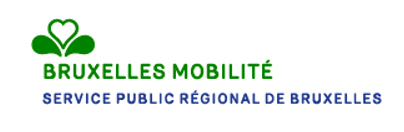 BRUXELLES MOBILITÉ
SERVICE PUBLIC RÉGIONAL DE BRUXELLES